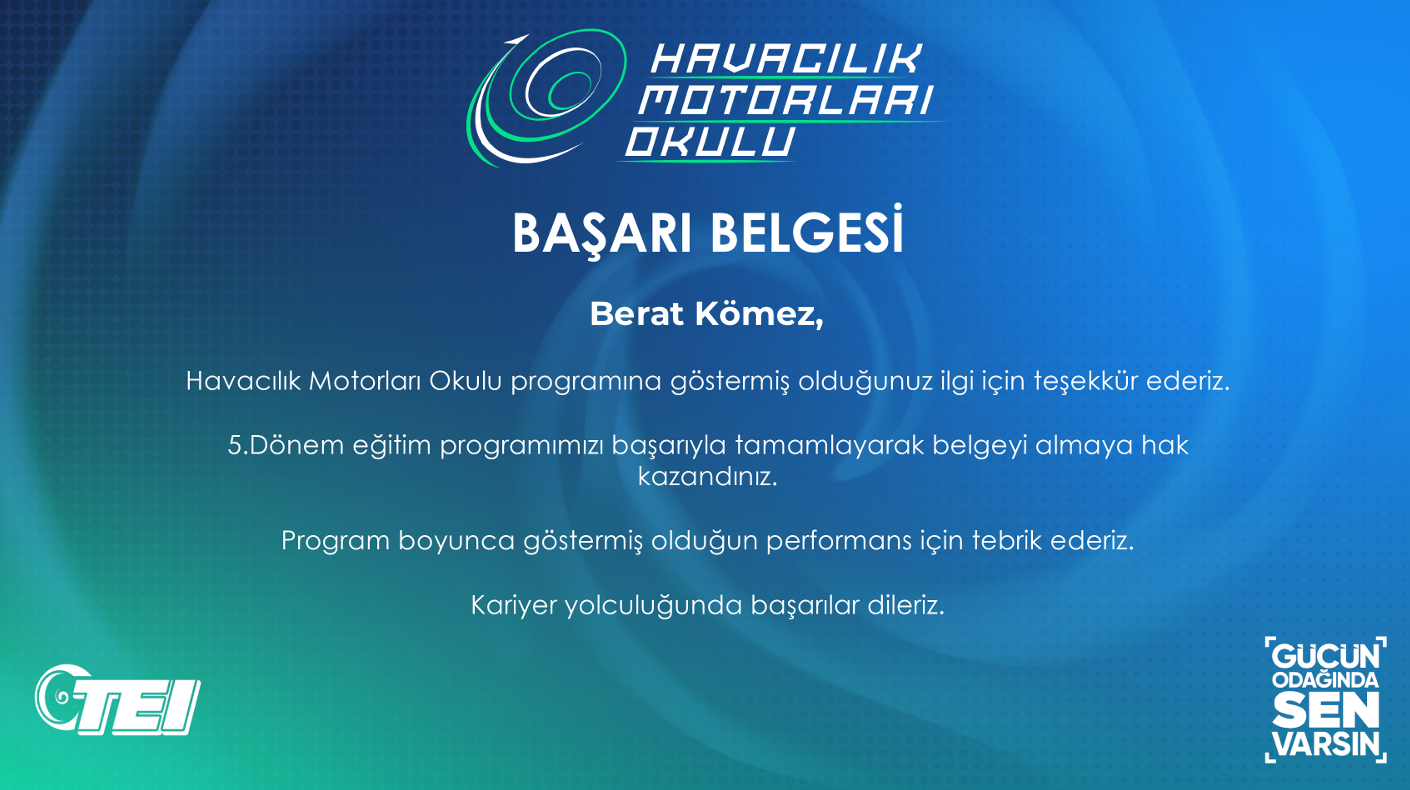 HAVACILIK
MOTORLARI
OKULU
BAŞARI BELGESİ
Berat Kömez,
Havacılık Motorları Okulu programına göstermiş olduğunuz ilgi için teşekkür ederiz.
5.Dönem eğitim programımızı başarıyla tamamlayarak belgeyi almaya hak
kazandınız.
Program boyunca göstermiş olduğun performans için tebrik ederiz.
Kariyer yolculuğunda başarılar dileriz.
TEI
GÜCÜN
ODAĞINDA
SEN
VARSIN